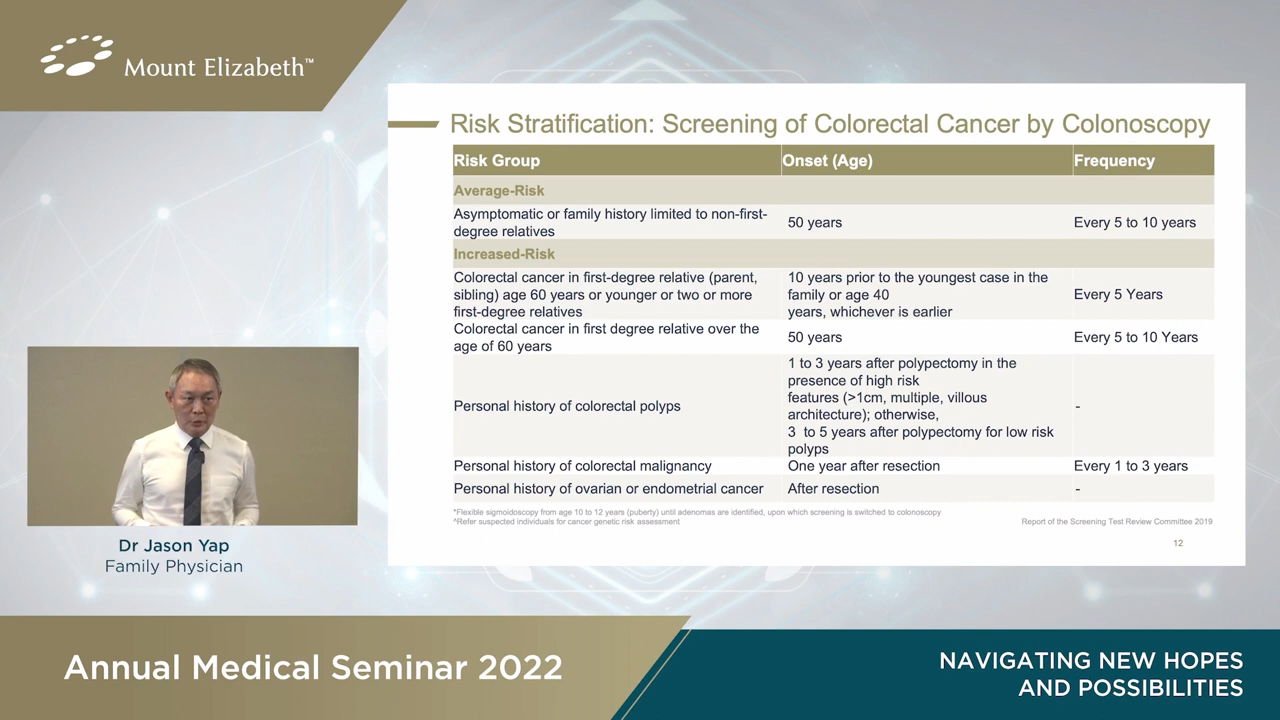 Mount Elizabeth™
Risk Stratification: Screening of Colorectal Cancer by Colonoscopy
Risk Group
Onset (Age)
Frequency
Average-Risk
Asymptomatic or family history limited to non-first-
degree relatives
50 years
Every 5 to 10 years
Increased-Risk
Colorectal cancer in first-degree relative (parent,
sibling) age 60 years or younger or two or more
first-degree relatives
10 years prior to the youngest case in the
family or age 40
years, whichever is earlier
Every 5 Years
Colorectal cancer in first degree relative over the
age of 60 years
50 years
Every 5 to 10 Years
Personal history of colorectal polyps
1 to 3 years after polypectomy in the
presence of high risk
features (>1cm, multiple, villous
architecture); otherwise,
3 to 5 years after polypectomy for low risk
polyps
-
Personal history of colorectal malignancy
One year after resection
Every 1 to 3 years
Personal history of ovarian or endometrial cancer
After resection
-
*Flexible sigmoidoscopy from age 10 to 12 years (puberty) until adenomas are identified, upon which screening is switched to colonoscopy
^Refer suspected individuals for cancer genetic risk assessment
Report of the Screening Test Review Committee 2019
12
Dr Jason Yap
Family Physician
Annual Medical Seminar 2022
NAVIGATING NEW HOPES
AND POSSIBILITIES